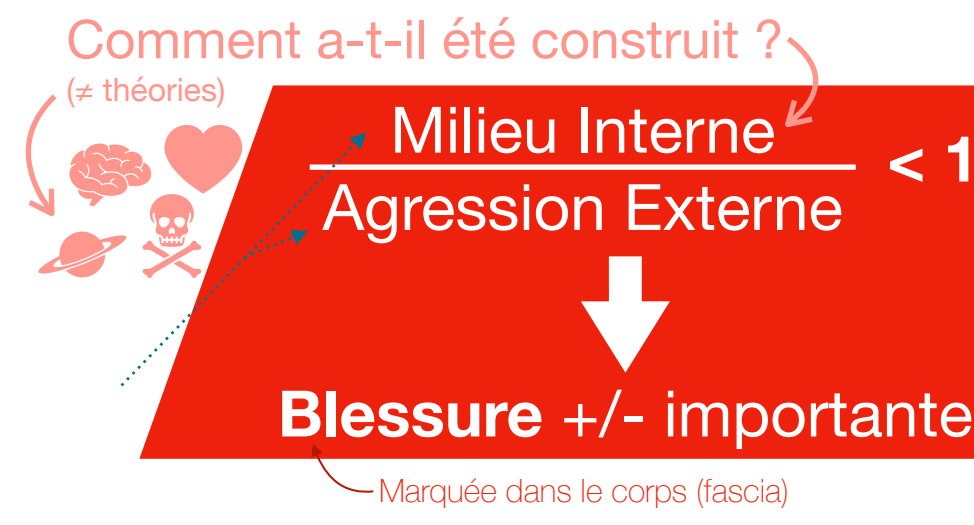 Comment a-t-il été construit ?
(≠ théories)
Milieu Interne
< 1
Agression Externe
Blessure +/- importante
Marquée dans le corps (fascia)